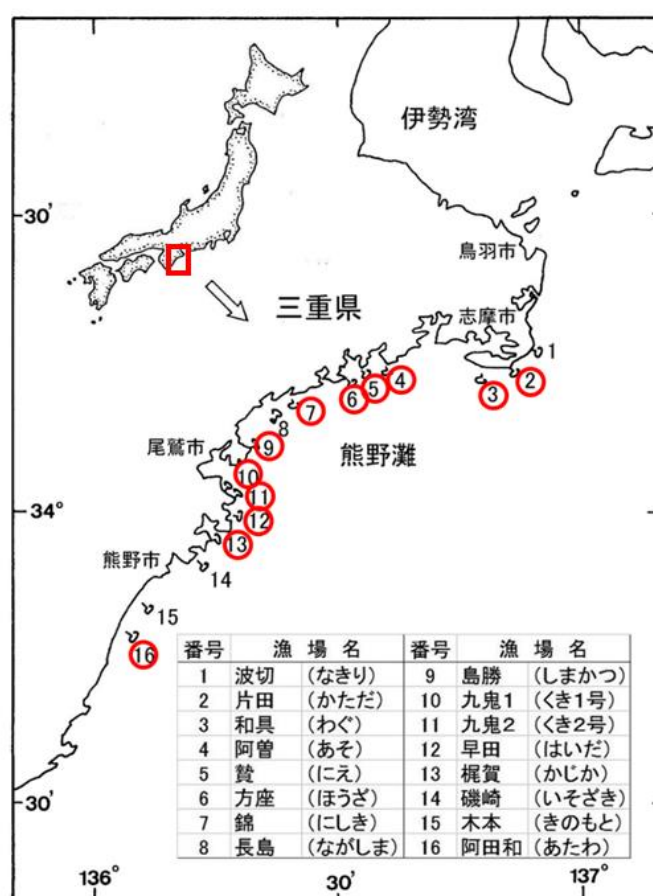 伊勢湾
30′
鳥羽市
三重県
志摩市
1
2
3
4
5
6
7
8
尾鷲市
9
熊野灘
10
34°
11
12
13
熊野市
14
15
16
番号 漁場名 番号 漁場名
1 波切 (なきり) 9 島勝 (しまかつ)
2 片田 (かただ) 10 九鬼1 (くき1号)
3 和具 (わぐ) 11 九鬼2 (くき2号)
4 阿曽 (あそ) 12 早田 (はいだ)
5 贄 (にえ) 13 梶賀 (かじか)
6 方座 (ほうざ) 14 磯崎 (いそざき)
7 錦 (にしき) 15 木本 (きのもと)
8 長島 (ながしま) 16 阿田和 (あたわ)
30′
136° 30′ 137°